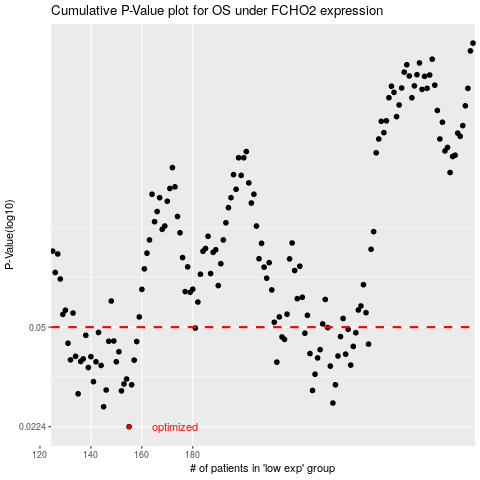 Cumulative P-Value plot for OS under FCHO2 expression
P-Value(log10)
0.05
0.0224
optimized
120 140 160 180
# of patients in 'low exp' group